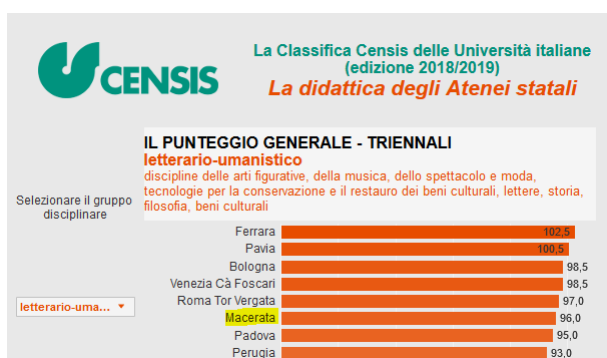 CENSIS
La Classifica Censis delle Università italiane
(edizione 2018/2019)
La didattica degli Atenei statali
IL PUNTEGGIO GENERALE - TRIENNALI
letterario-umanistico
discipline delle arti figurative, della musica, dello spettacolo e moda,
tecnologie per la conservazione e il restauro dei beni culturali, lettere, storia,
filosofia, beni culturali
Selezionare il gruppo
disciplinare
letterario-uma... ▼
Ferrara 102,5
Pavia 100,5
Bologna 98,5
Venezia Cà Foscari 98,5
Roma Tor Vergata 97,0
Macerata 96,0
Padova 95,0
Perugia 93,0